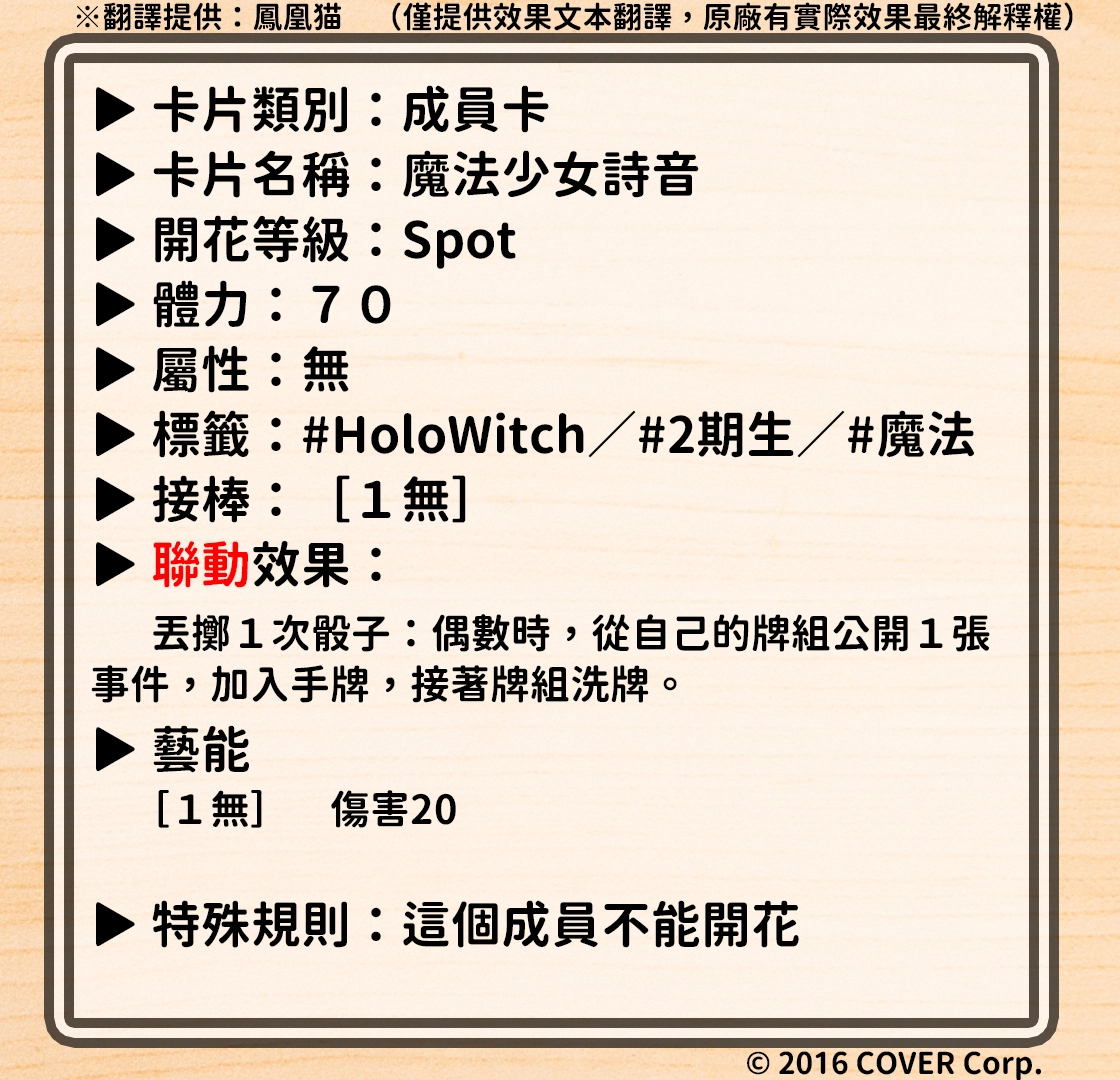 ※翻譯提供：鳳凰猫　（僅提供效果文本翻譯，原廠有實際效果最終解釋權）
▶ 卡片類別：成員卡
▶ 卡片名稱：魔法少女詩音
▶ 開花等級：Spot
▶ 體力：７０
▶ 屬性：無
▶ 標籤：#HoloWitch／#2期生／#魔法
▶ 接棒：［１無］
▶ 聯動效果：
丟擲１次骰子：偶數時，從自己的牌組公開１張
事件，加入手牌，接著牌組洗牌。
▶ 藝能
［１無］　傷害20
▶ 特殊規則：這個成員不能開花
© 2016 COVER Corp.